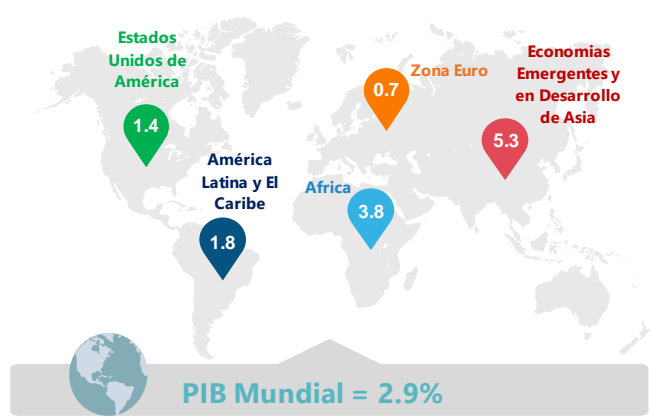 Estados
Unidos de
América
1.4
América
Latina y El
Caribe
1.8
Zona Euro
0.7
Africa
3.8
Economias
Emergentes y
en Desarrollo
de Asia
5.3
PIB Mundial = 2.9%